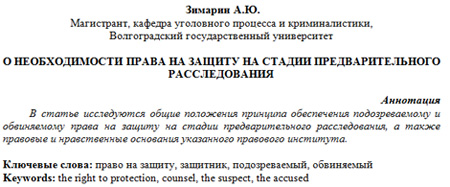 Зимарин А.Ю.
Магистрант, кафедра уголовного процесса и криминалистики,
Волгоградский государственный университет
О НЕОБХОДИМОСТИ ПРАВА НА ЗАЩИТУ НА СТАДИИ ПРЕДВАРИТЕЛЬНОГО
РАССЛЕДОВАНИЯ
Аннотация
В статье исследуются общие положения принципа обеспечения подозреваемому и
обвиняемому права на защиту на стадии предварительного расследования, а также
правовые и нравственные основания указанного правового института.
Ключевые слова: право на защиту, защитник, подозреваемый, обвиняемый
Keywords: the right to protection, counsel, the suspect, the accused